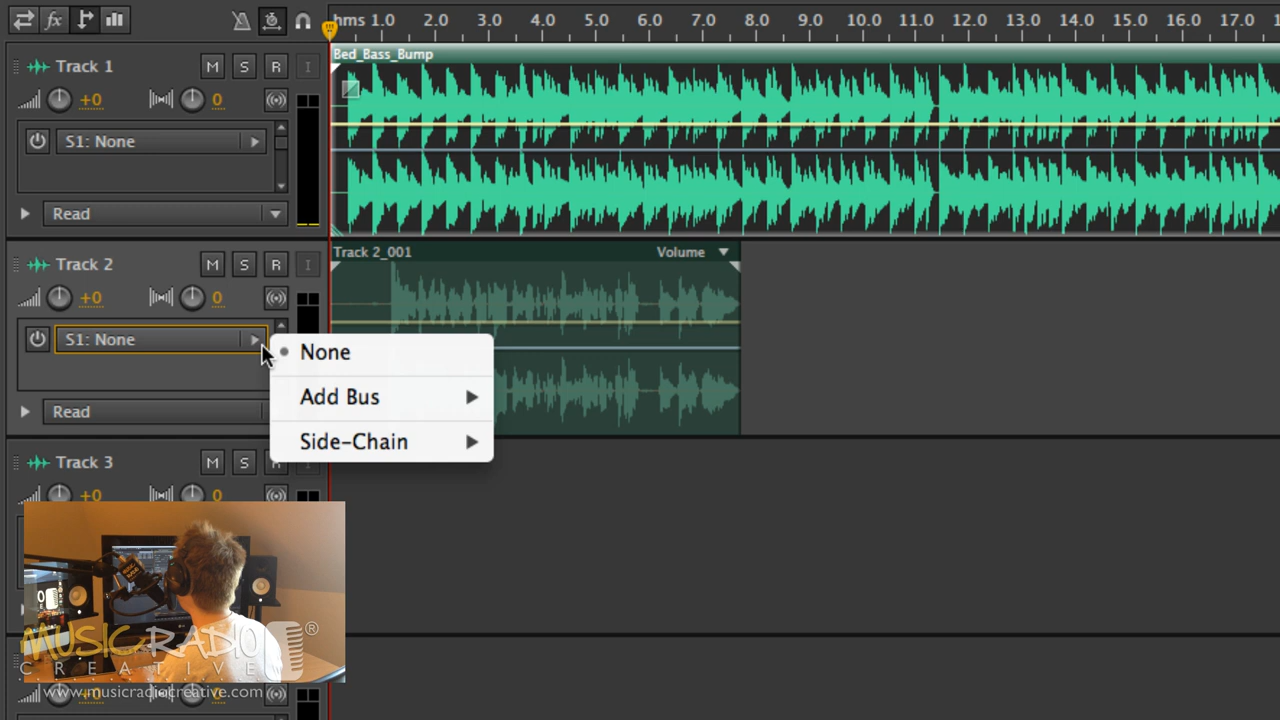 fx
hms 1.0 2.0 3.0 4.0 5.0 6.0 7.0 8.0 9.0 10.0 11.0 12.0 13.0 14.0 15.0 16.0 17.0
Bed_Bass_Bump
Track 1 M S R I
+0 0
S1: None
Read
Track 2_001 Volume
Track 2 M S R I
+0 0
S1: None
None
Add Bus
Side-Chain
Read
Track 3 M S R I
+0 0
MUSIC RADIO ®
CREATIVE
www.musicradiocreative.com